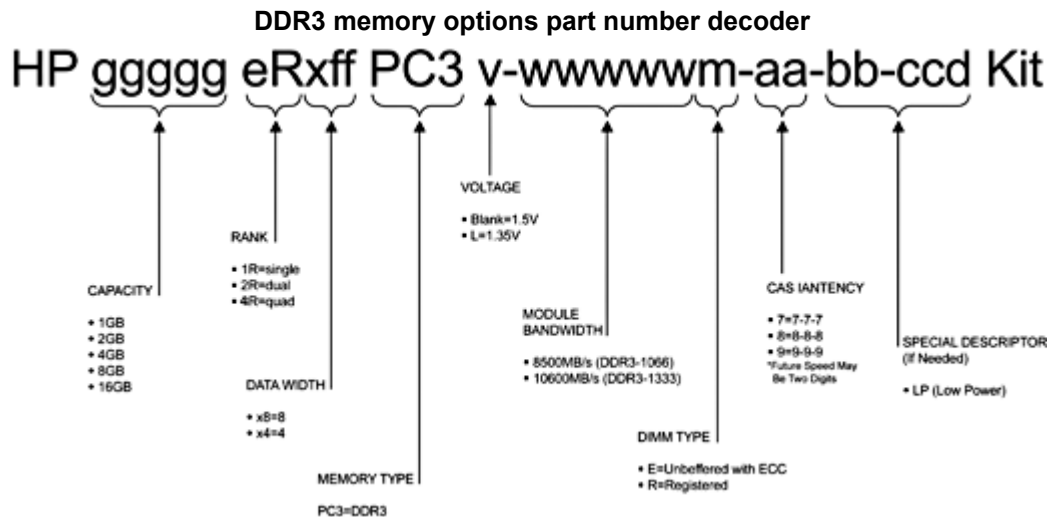 DDR3 memory options part number decoder
HP ggggg eRxff PC3 v-wwwwwm-aa-bb-ccd Kit
VOLTAGE
• Blank=1.5V
• L=1.35V
RANK
• 1R=single
• 2R=dual
• 4R=quad
CAPACITY
• 1GB
• 2GB
• 4GB
• 8GB
• 16GB
DATA WIDTH
• x8=8
• x4=4
MEMORY TYPE
PC3=DDR3
MODULE
BANDWIDTH
• 8500MB/s (DDR3-1066)
• 10600MB/s (DDR3-1333)
DIMM TYPE
• E=Unbeffered with ECC
• R=Registered
CAS IANTENCY
• 7=7-7-7
• 8=8-8-8
• 9=9-9-9
*Future Speed May
Be Two Digits
SPECIAL DESCRIPTOR
(If Needed)
• LP (Low Power)